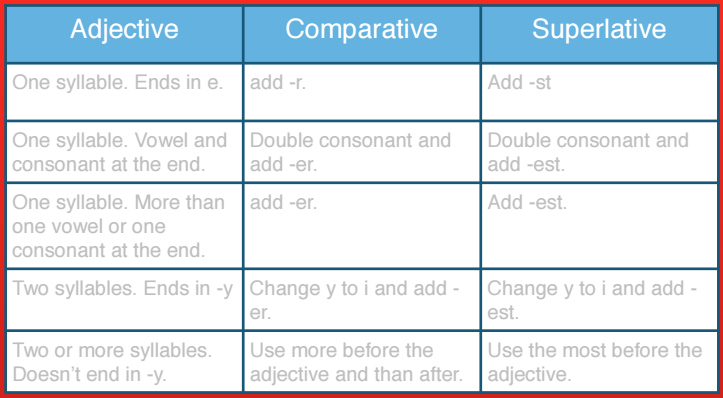 Adjective
Comparative
Superlative
One syllable. Ends in e.
add -r.
Add -st
One syllable. Vowel and
consonant at the end.
Double consonant and
add -er.
Double consonant and
add -est.
One syllable. More than
one vowel or one
consonant at the end.
add -er.
Add -est.
Two syllables. Ends in -y
Change y to i and add -
er.
Change y to i and add -
est.
Two or more syllables.
Doesn’t end in -y.
Use more before the
adjective and than after.
Use the most before the
adjective.